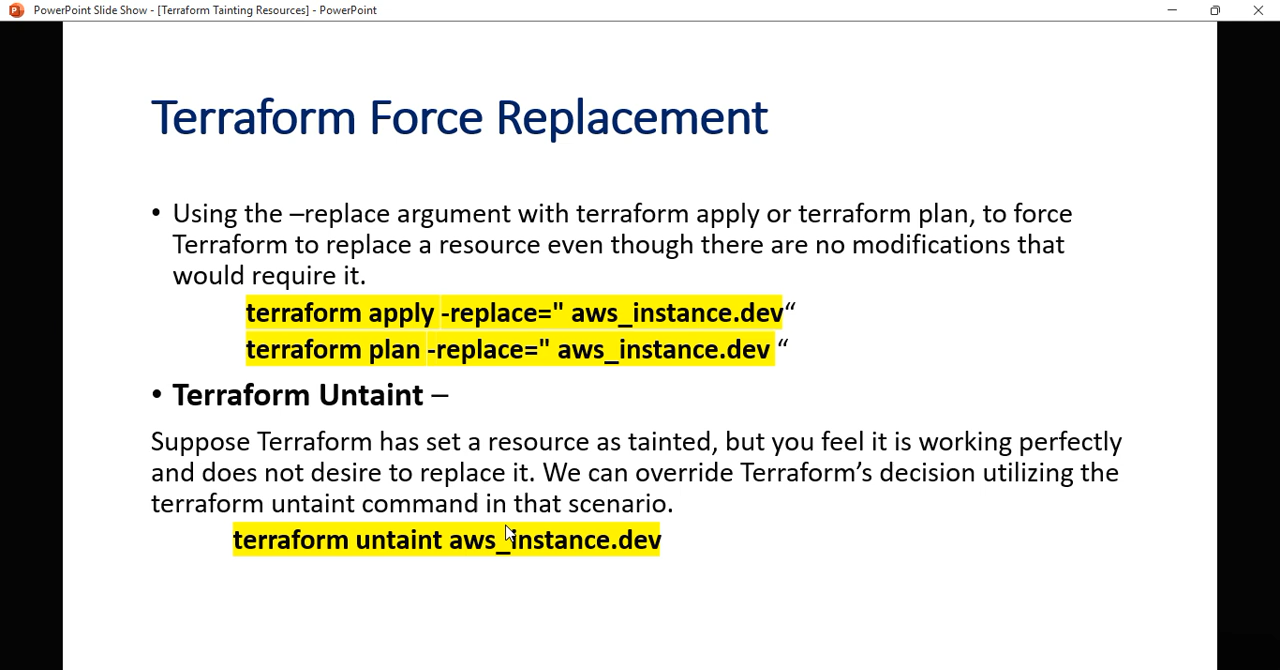 PowerPoint Slide Show - [Terraform Tainting Resources] - PowerPoint
Terraform Force Replacement
• Using the –replace argument with terraform apply or terraform plan, to force
Terraform to replace a resource even though there are no modifications that
would require it.
terraform apply -replace=" aws_instance.dev“
terraform plan -replace=" aws_instance.dev “
• Terraform Untaint –
Suppose Terraform has set a resource as tainted, but you feel it is working perfectly
and does not desire to replace it. We can override Terraform’s decision utilizing the
terraform untaint command in that scenario.
terraform untaint aws_instance.dev